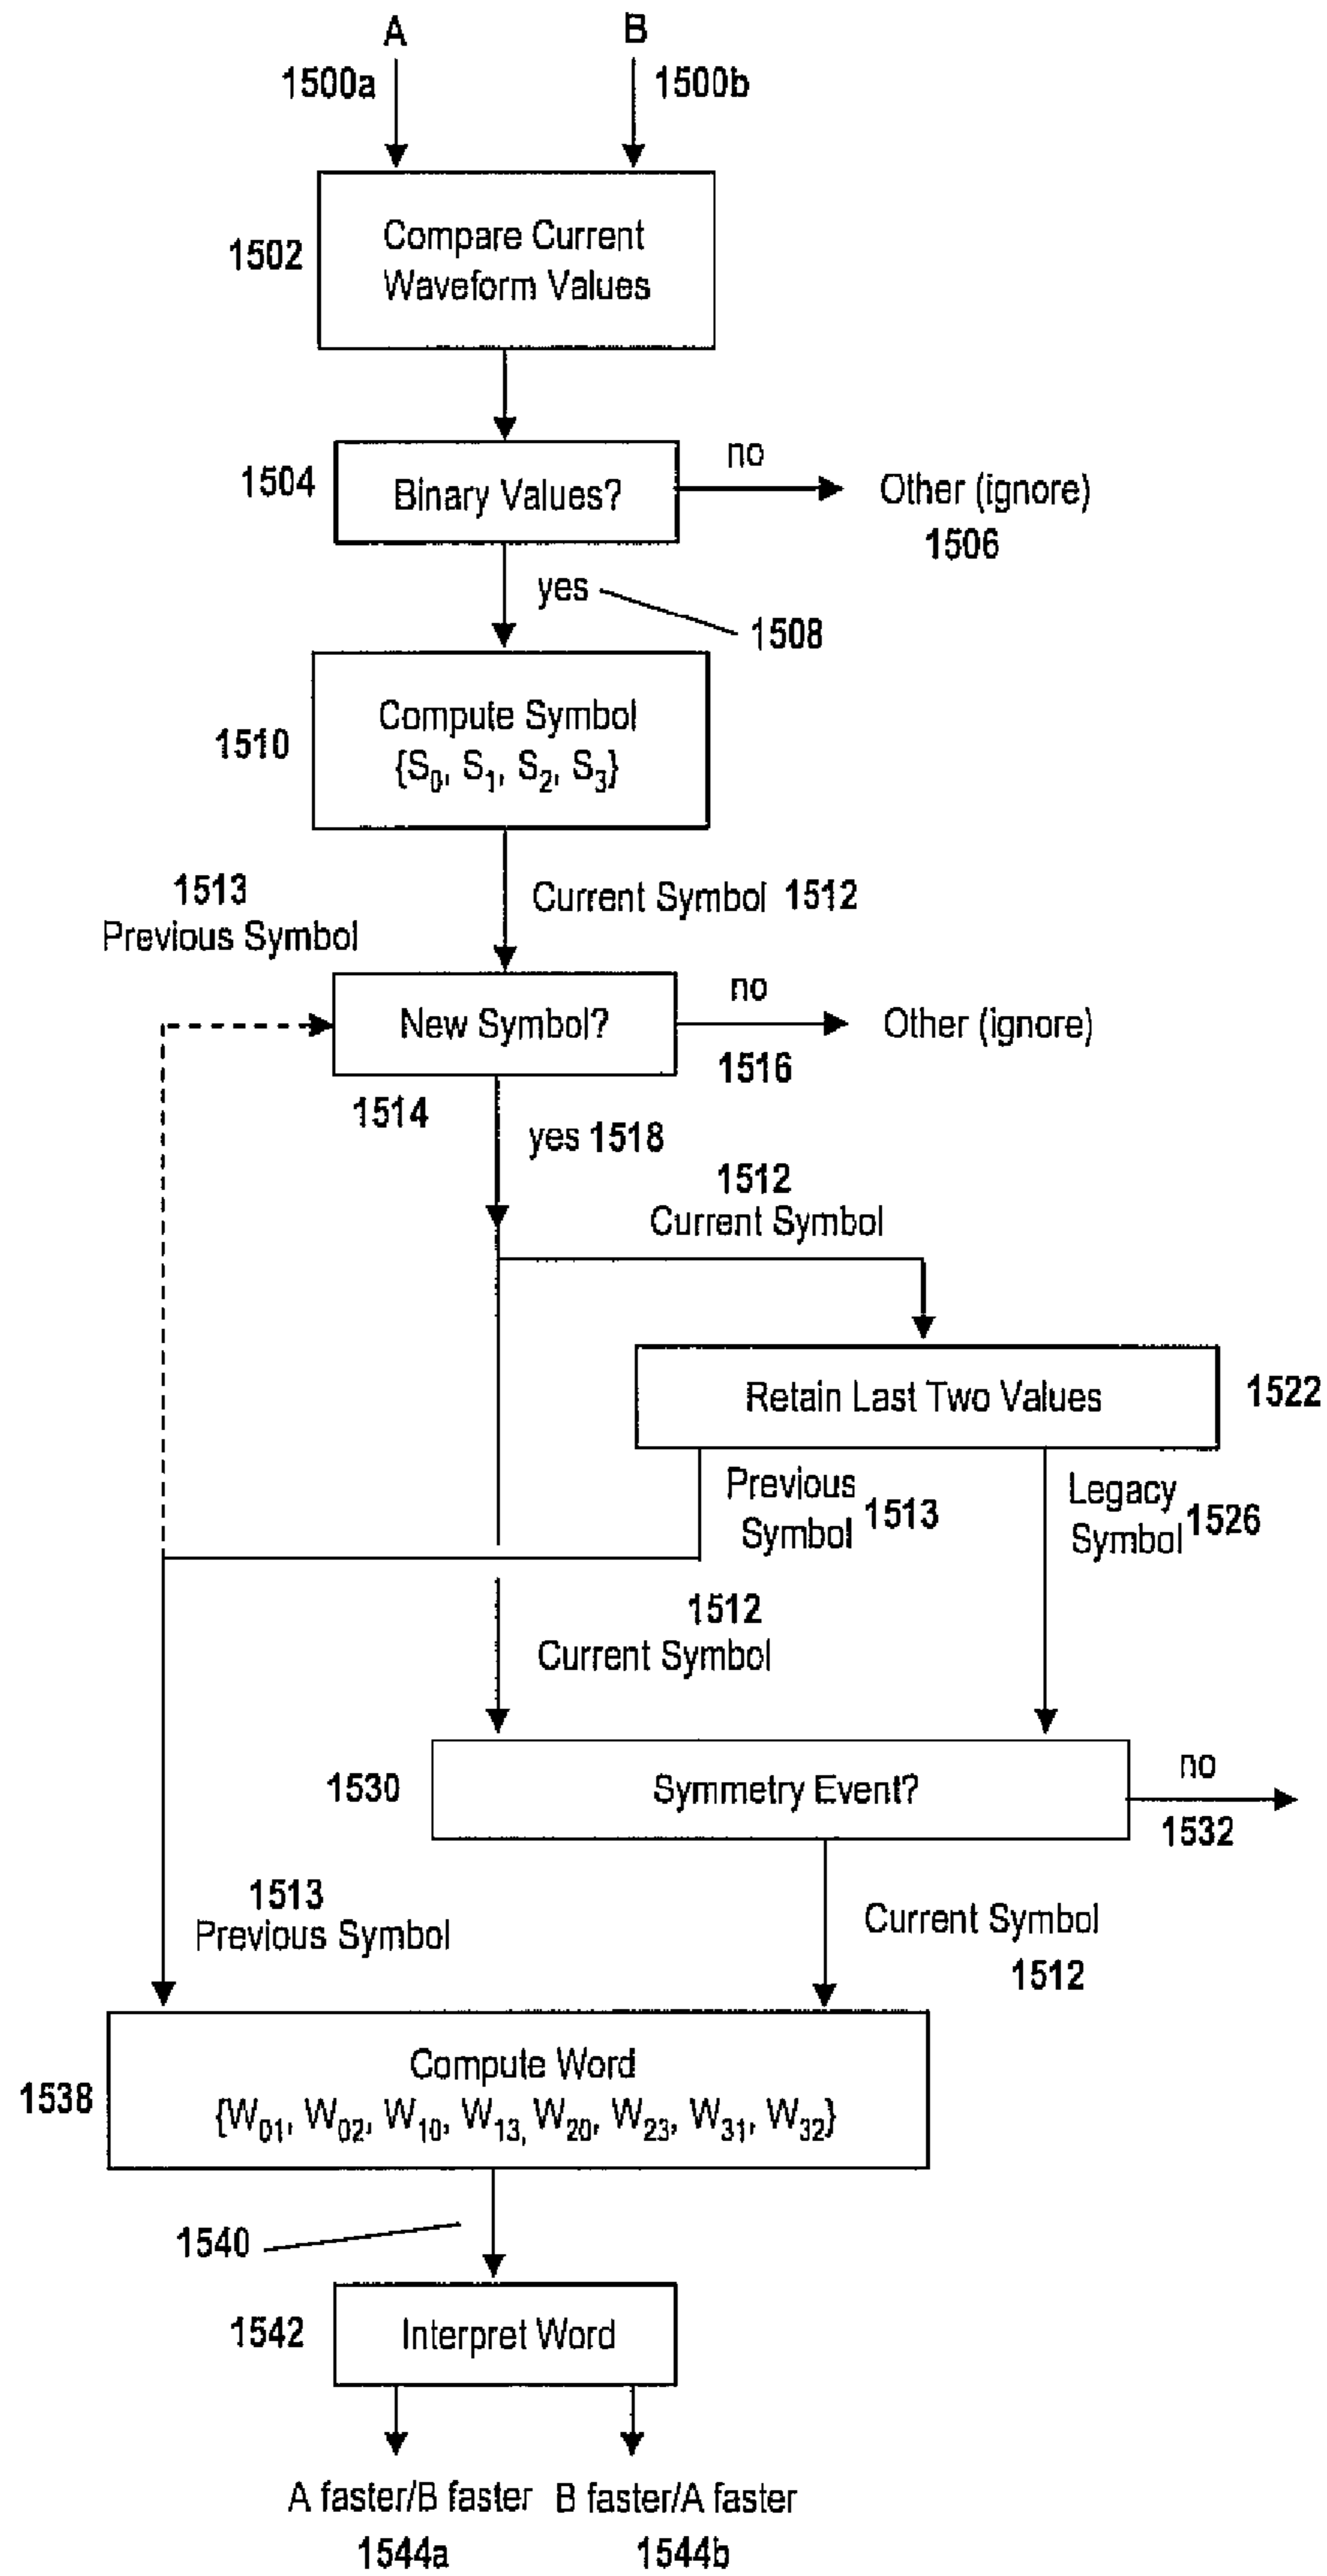 A
B
1500a
1500b
1502
Compare Current
Waveform Values
1504
Binary Values?
no
Other (ignore)
1506
yes
1508
1510
Compute Symbol
{S0, S1, S2, S3}
1513
Previous Symbol
Current Symbol 1512
New Symbol?
no
Other (ignore)
1516
1514
yes 1518
1512
Current Symbol
Retain Last Two Values
1522
Previous
Symbol 1513
Legacy
Symbol 1526
1512
Current Symbol
1530
Symmetry Event?
no
1532
1513
Previous Symbol
Current Symbol
1512
1538
Compute Word
{W01, W02, W10, W13, W20, W23, W31, W32}
1540
1542
Interpret Word
A faster/B faster
B faster/A faster
1544a
1544b